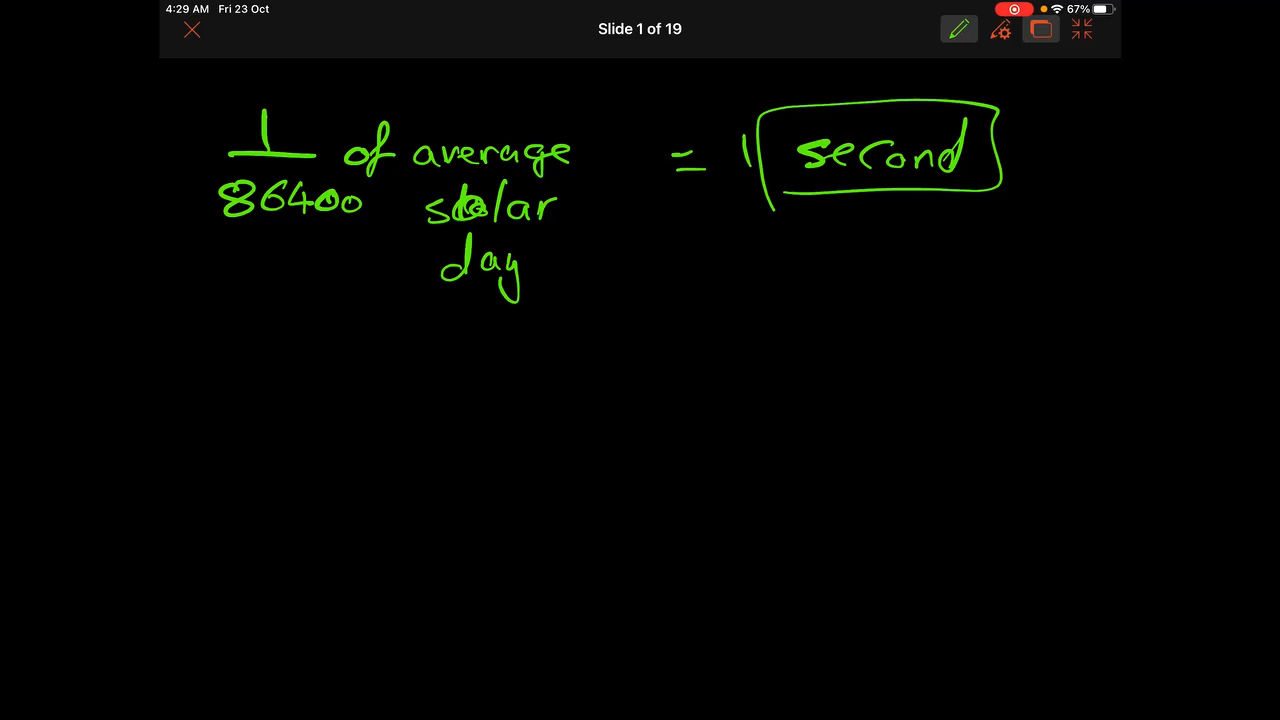 4:29 AM Fri 23 Oct 67%
Slide 1 of 19
1 of average = 1 second
86400 solar
day